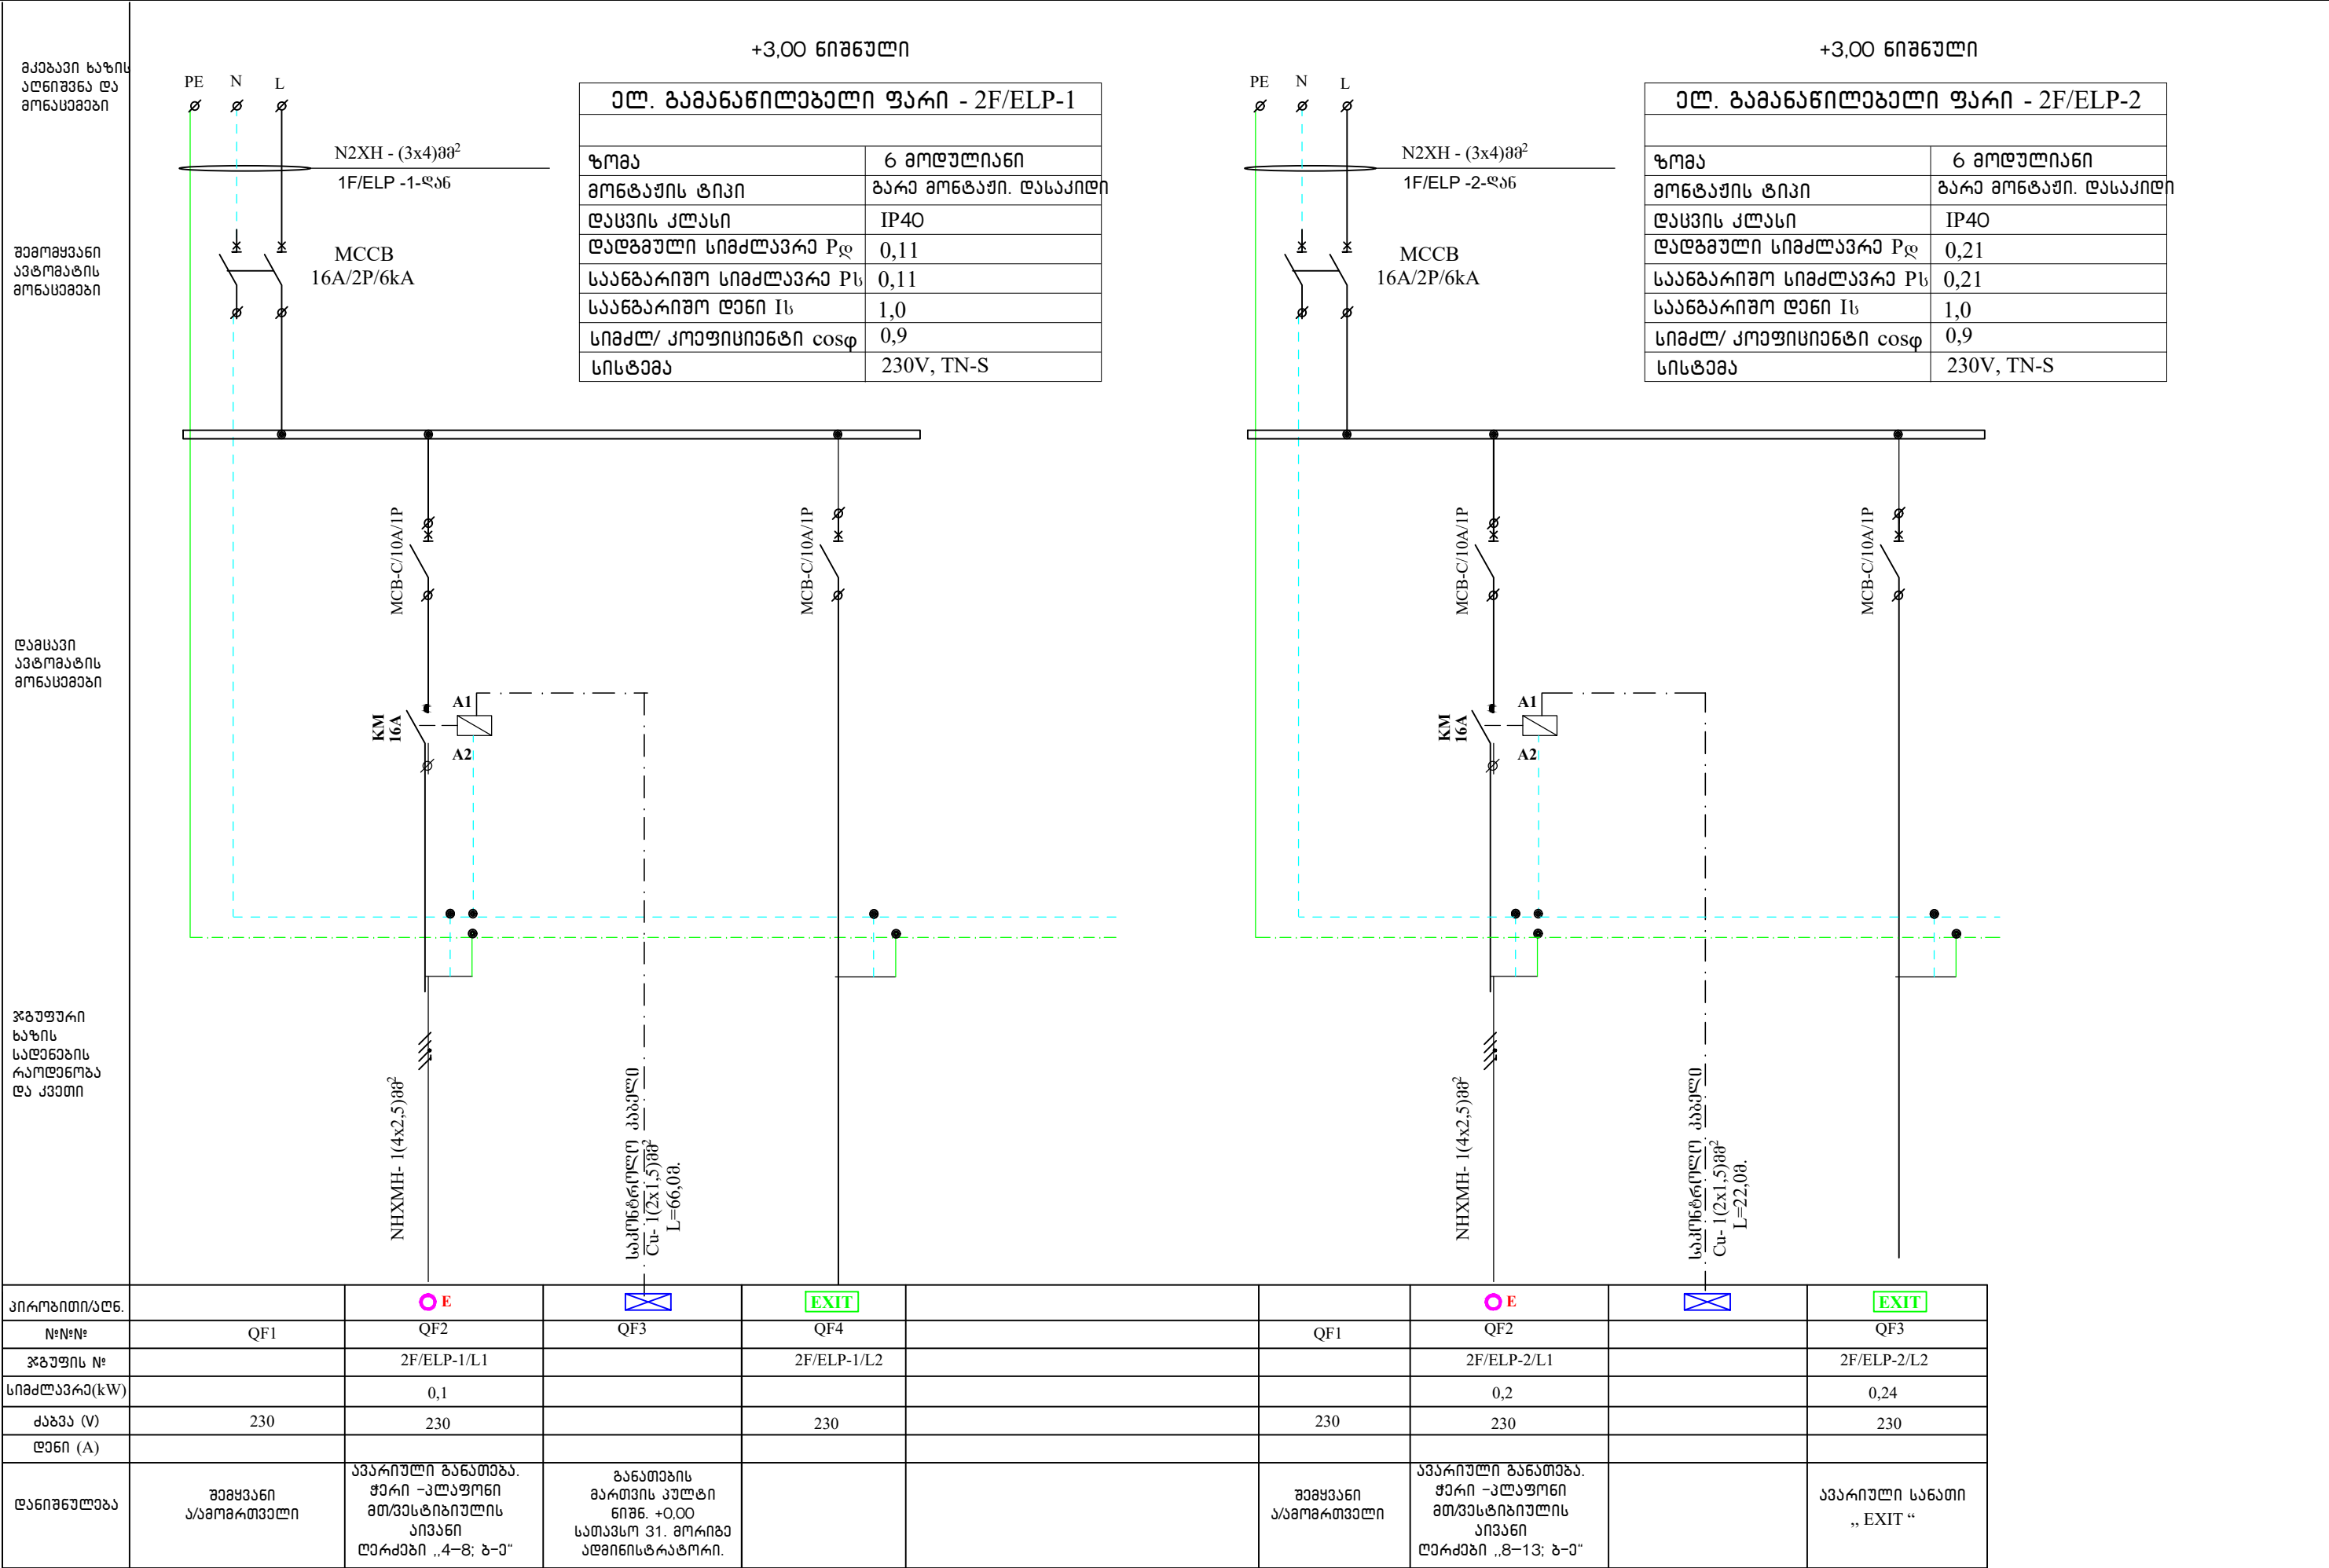 მკვებავი ხაზის
აღნიშვნა და
მონაცემები
შემომყვანი
ავტომატის
მონაცემები
დამცავი
ავტომატის
მონაცემები
ჯგუფური
ხაზის
სადენების
რაოდენობა
და კვეთი
+3,00 ნიშნული
PE N L
N2XH - (3x4)მმ²
1F/ELP -1-დან
MCCB
16A/2P/6kA
ელ. გამანაწილებელი ფარი - 2F/ELP-1
ზომა 6 მოდულიანი
მონტაჟის ტიპი გარე მონტაჟი. დასაკიდი
დაცვის კლასი IP40
დადგმული სიმძლავრე Pდ 0,11
საანგარიშო სიმძლავრე Pს 0,11
საანგარიშო დენი Iს 1,0
სიმძლ/ კოეფიციენტი cosφ 0,9
სისტემა 230V, TN-S
MCB-C/10A/1P
MCB-C/10A/1P
KM
16A
A1
A2
NHXMH- 1(4x2,5)მმ²
საკონტროლო კაბელი
Cu- 1(2x1,5)მმ²
L=66,0მ.
+3,00 ნიშნული
PE N L
N2XH - (3x4)მმ²
1F/ELP -2-დან
MCCB
16A/2P/6kA
ელ. გამანაწილებელი ფარი - 2F/ELP-2
ზომა 6 მოდულიანი
მონტაჟის ტიპი გარე მონტაჟი. დასაკიდი
დაცვის კლასი IP40
დადგმული სიმძლავრე Pდ 0,21
საანგარიშო სიმძლავრე Pს 0,21
საანგარიშო დენი Iს 1,0
სიმძლ/ კოეფიციენტი cosφ 0,9
სისტემა 230V, TN-S
MCB-C/10A/1P
MCB-C/10A/1P
KM
16A
A1
A2
NHXMH- 1(4x2,5)მმ²
საკონტროლო კაბელი
Cu- 1(2x1,5)მმ²
L=22,0მ.
პირობითი/აღნ. E EXIT E EXIT
№№№ QF1 QF2 QF3 QF4 QF1 QF2 QF3
ჯგუფის № 2F/ELP-1/L1 2F/ELP-1/L2 2F/ELP-2/L1 2F/ELP-2/L2
სიმძლავრე(kW) 0,1 0,2 0,24
ძაბვა (V) 230 230 230 230 230 230
დენი (A)
დანიშნულება
შემყვანი
ა/ამომრთველი
ავარიული განათება.
ჭერი -პლაფონი
მთ/ვესტიბიულის
აივანი
ღერძები ,,4-8; ბ-ე"
განათების
მართვის პულტი
ნიშნ. +0,00
სათავსო 31. მორიგე
ადმინისტრატორი.
შემყვანი
ა/ამომრთველი
ავარიული განათება.
ჭერი -პლაფონი
მთ/ვესტიბიულის
აივანი
ღერძები ,,8-13; ბ-ე"
ავარიული სანათი
,, EXIT “